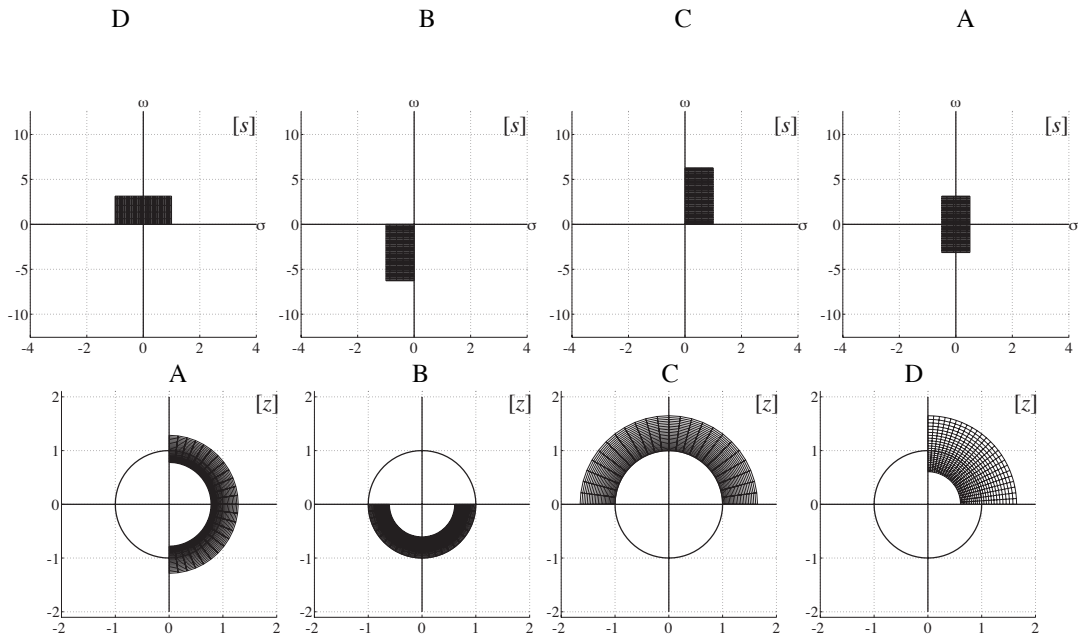 D B C A
ω ω ω ω
[s] [s] [s] [s]
10 10 10 10
5 5 5 5
0 σ 0 σ 0 σ 0 σ
-5 -5 -5 -5
-10 -10 -10 -10
-4 -2 0 2 4 -4 -2 0 2 4 -4 -2 0 2 4 -4 -2 0 2 4
A B C D
[z] [z] [z] [z]
2 2 2 2
1 1 1 1
0 0 0 0
-1 -1 -1 -1
-2 -2 -2 -2
-2 -1 0 1 2 -2 -1 0 1 2 -2 -1 0 1 2 -2 -1 0 1 2